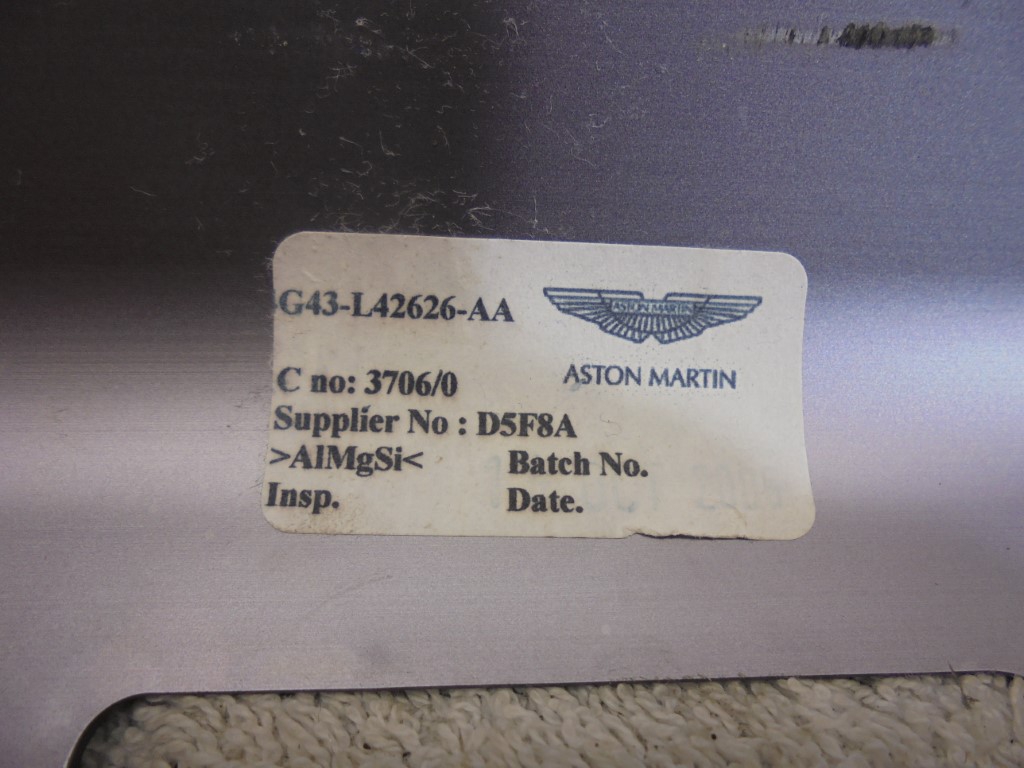 G43-L42626-AA
ASTON MARTIN
ASTON MARTIN
C no: 3706/0
Supplier No : D5F8A
>AlMgSi<
Batch No.
Insp.
Date.